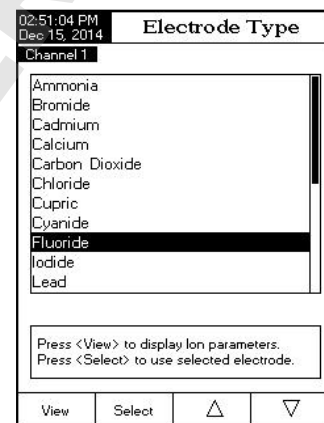 02:51:04 PM
Dec 15, 2014
Electrode Type
Channel 1
Ammonia
Bromide
Cadmium
Calcium
Carbon Dioxide
Chloride
Cupric
Cyanide
Fluoride
Iodide
Lead
Press <View> to display Ion parameters.
Press <Select> to use selected electrode.
View Select △ ▽